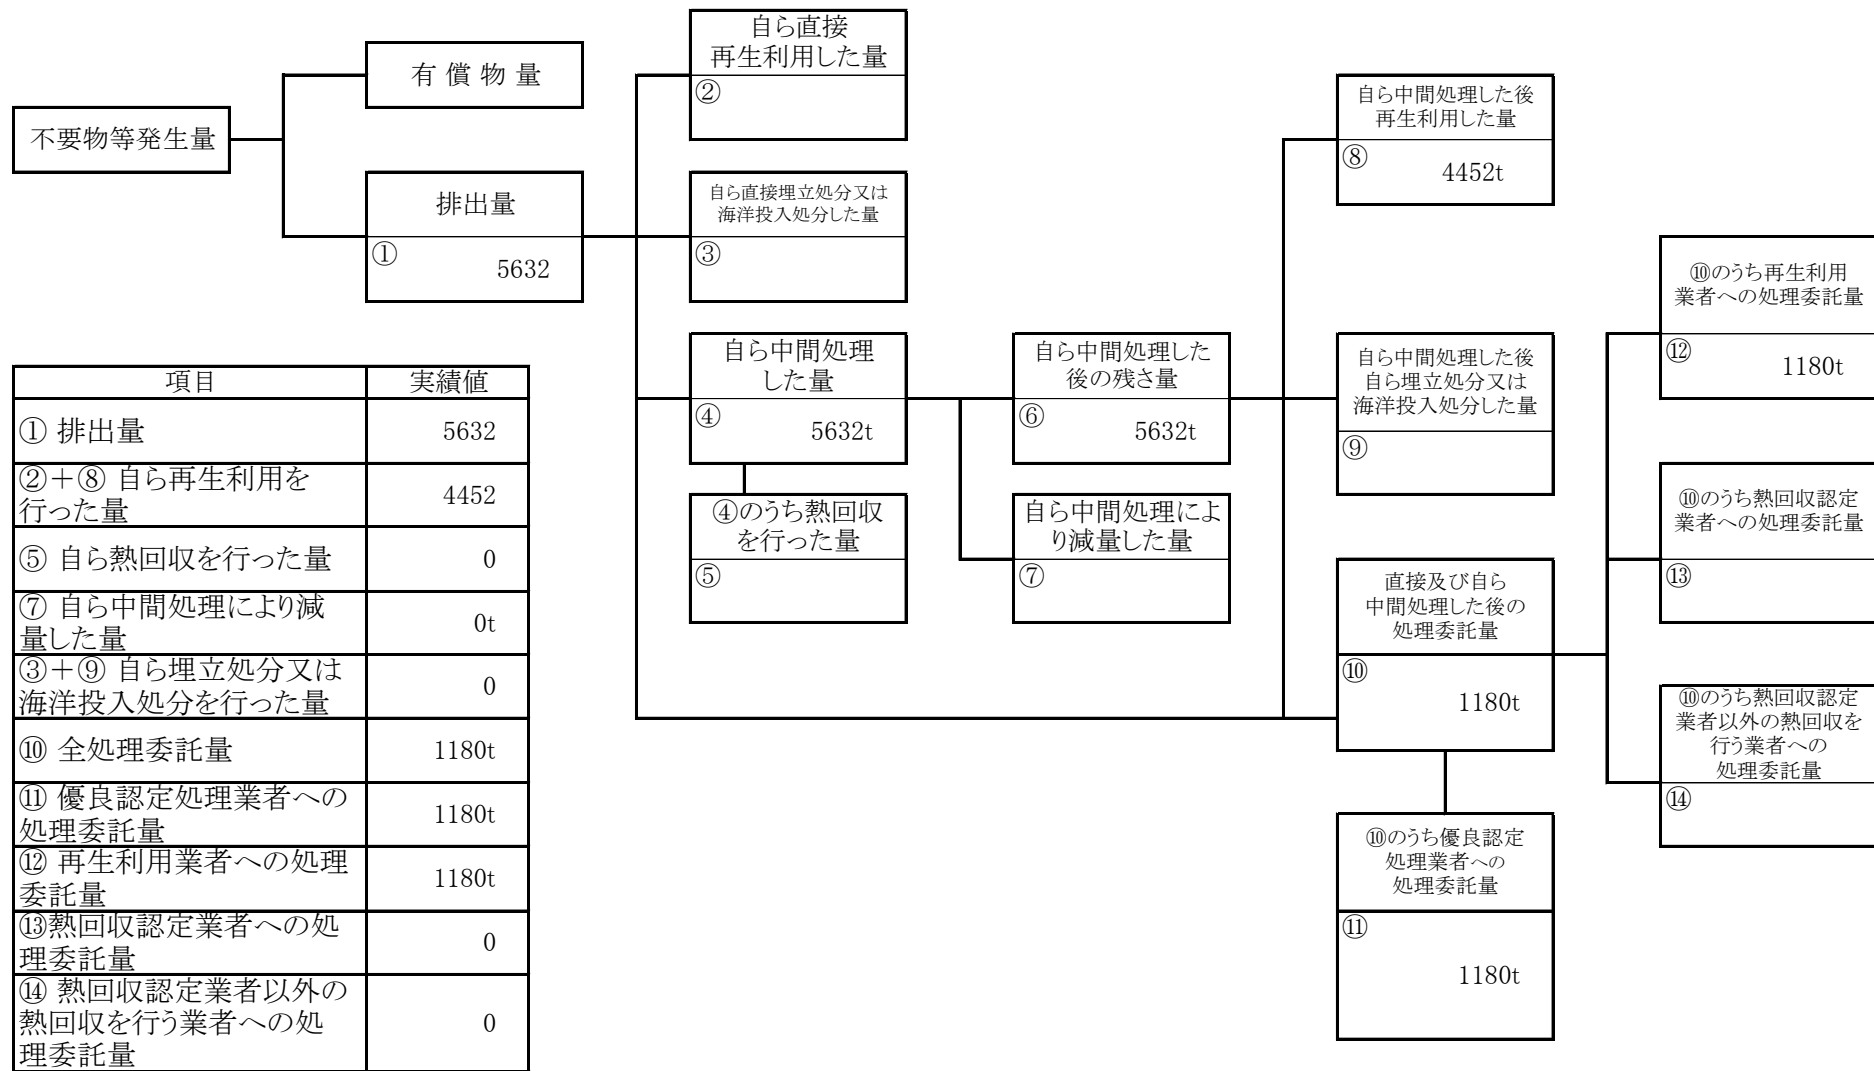 不要物等発生量
有 償 物 量
排出量
①
5632
自ら直接
再生利用した量
②
自ら直接埋立処分又は
海洋投入処分した量
③
自ら中間処理
した量
④
5632t
④のうち熱回収
を行った量
⑤
自ら中間処理した
後の残さ量
⑥
5632t
自ら中間処理によ
り減量した量
⑦
自ら中間処理した後
再生利用した量
⑧
4452t
自ら中間処理した後
自ら埋立処分又は
海洋投入処分した量
⑨
直接及び自ら
中間処理した後の
処理委託量
⑩
1180t
⑩のうち優良認定
処理業者への
処理委託量
⑪
1180t
⑩のうち再生利用
業者への処理委託量
⑫
1180t
⑩のうち熱回収認定
業者への処理委託量
⑬
⑩のうち熱回収認定
業者以外の熱回収を
行う業者への
処理委託量
⑭
項目 実績値
① 排出量 5632
②＋⑧ 自ら再生利用を
行った量 4452
⑤ 自ら熱回収を行った量 0
⑦ 自ら中間処理により減
量した量 0t
③＋⑨ 自ら埋立処分又は
海洋投入処分を行った量 0
⑩ 全処理委託量 1180t
⑪ 優良認定処理業者への
処理委託量 1180t
⑫ 再生利用業者への処理
委託量 1180t
⑬熱回収認定業者への処
理委託量 0
⑭ 熱回収認定業者以外の
熱回収を行う業者への処 0
理委託量